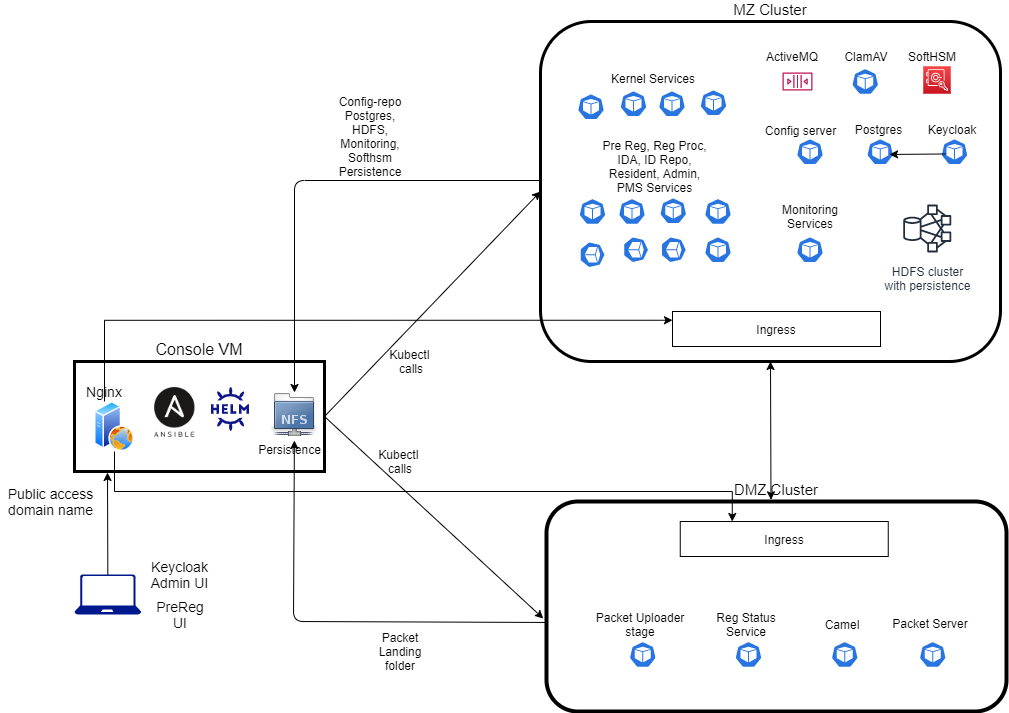 MZ Cluster
ActiveMQ
ClamAV
SoftHSM
Kernel Services
Config-repo
Postgres,
HDFS,
Monitoring,
Softhsm
Persistence
Config server
Postgres
Keycloak
Pre Reg, Reg Proc,
IDA, ID Repo,
Resident, Admin,
PMS Services
Monitoring
Services
HDFS cluster
with persistence
Ingress
Console VM
Kubectl
calls
Nginx
ANSIBLE
HELM
NFS
Persistence
Kubectl
calls
Public access
domain name
DMZ Cluster
Ingress
Keycloak
Admin UI
PreReg
UI
Packet
Landing
folder
Packet Uploader
stage
Reg Status
Service
Camel
Packet Server